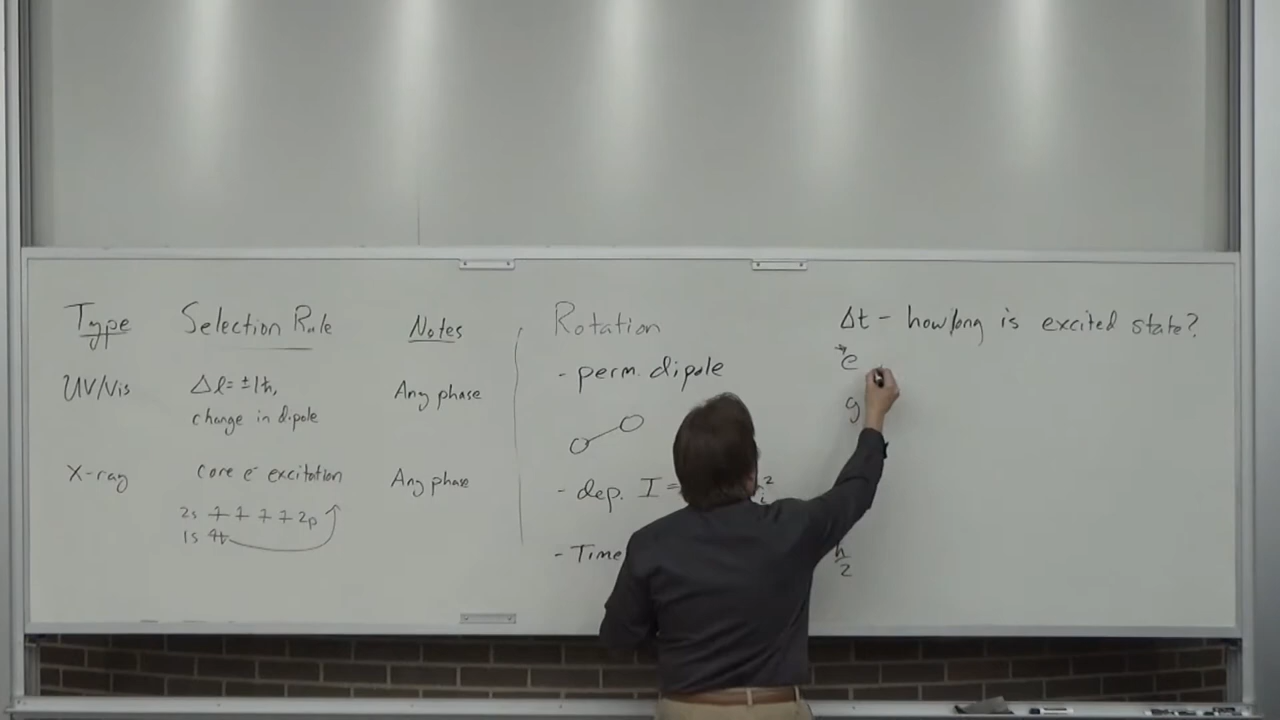 Type Selection Rule Notes
UV/Vis Δl = ±1ħ, Any phase
change in dipole
X-ray core e⁻ excitation Any phase
2s 2p
1s
Rotation
- perm. dipole
- dep. I =
- Time
Δt - how long is excited state?
e
g
ħ
2